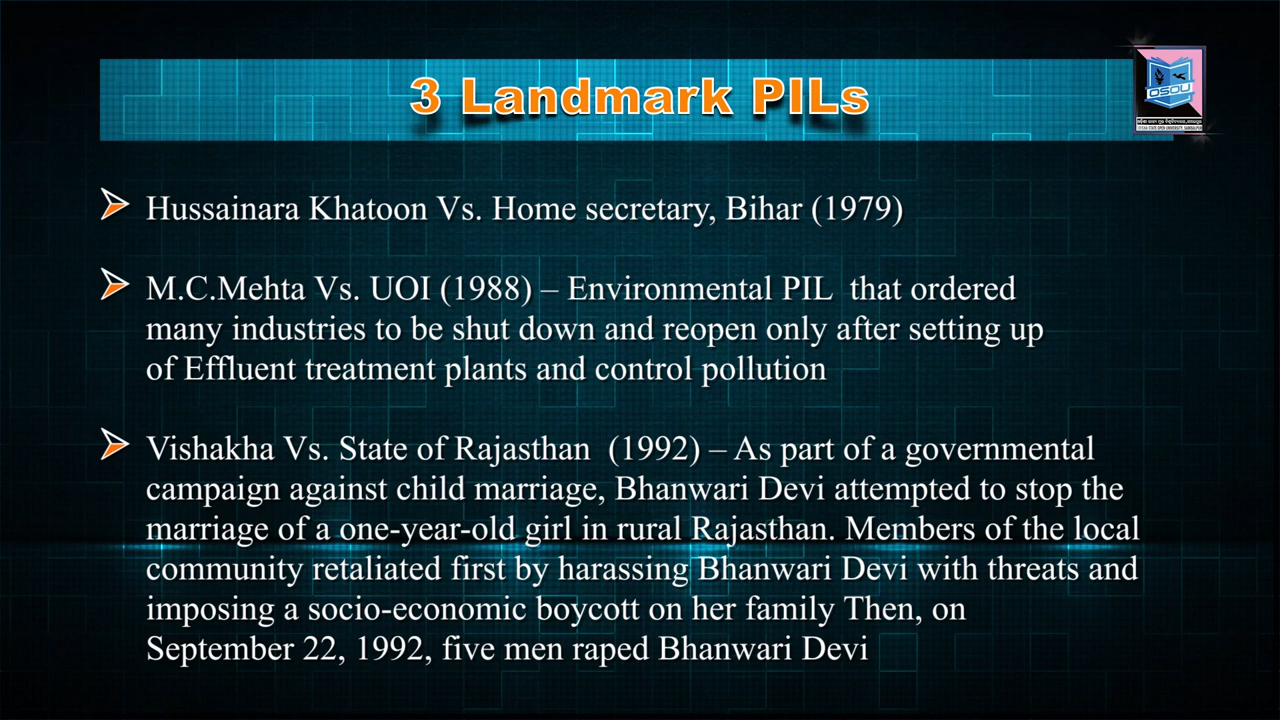 3 Landmark PILs
OSOU
Hussainara Khatoon Vs. Home secretary, Bihar (1979)
M.C.Mehta Vs. UOI (1988) – Environmental PIL that ordered
many industries to be shut down and reopen only after setting up
of Effluent treatment plants and control pollution
Vishakha Vs. State of Rajasthan (1992) – As part of a governmental
campaign against child marriage, Bhanwari Devi attempted to stop the
marriage of a one-year-old girl in rural Rajasthan. Members of the local
community retaliated first by harassing Bhanwari Devi with threats and
imposing a socio-economic boycott on her family Then, on
September 22, 1992, five men raped Bhanwari Devi